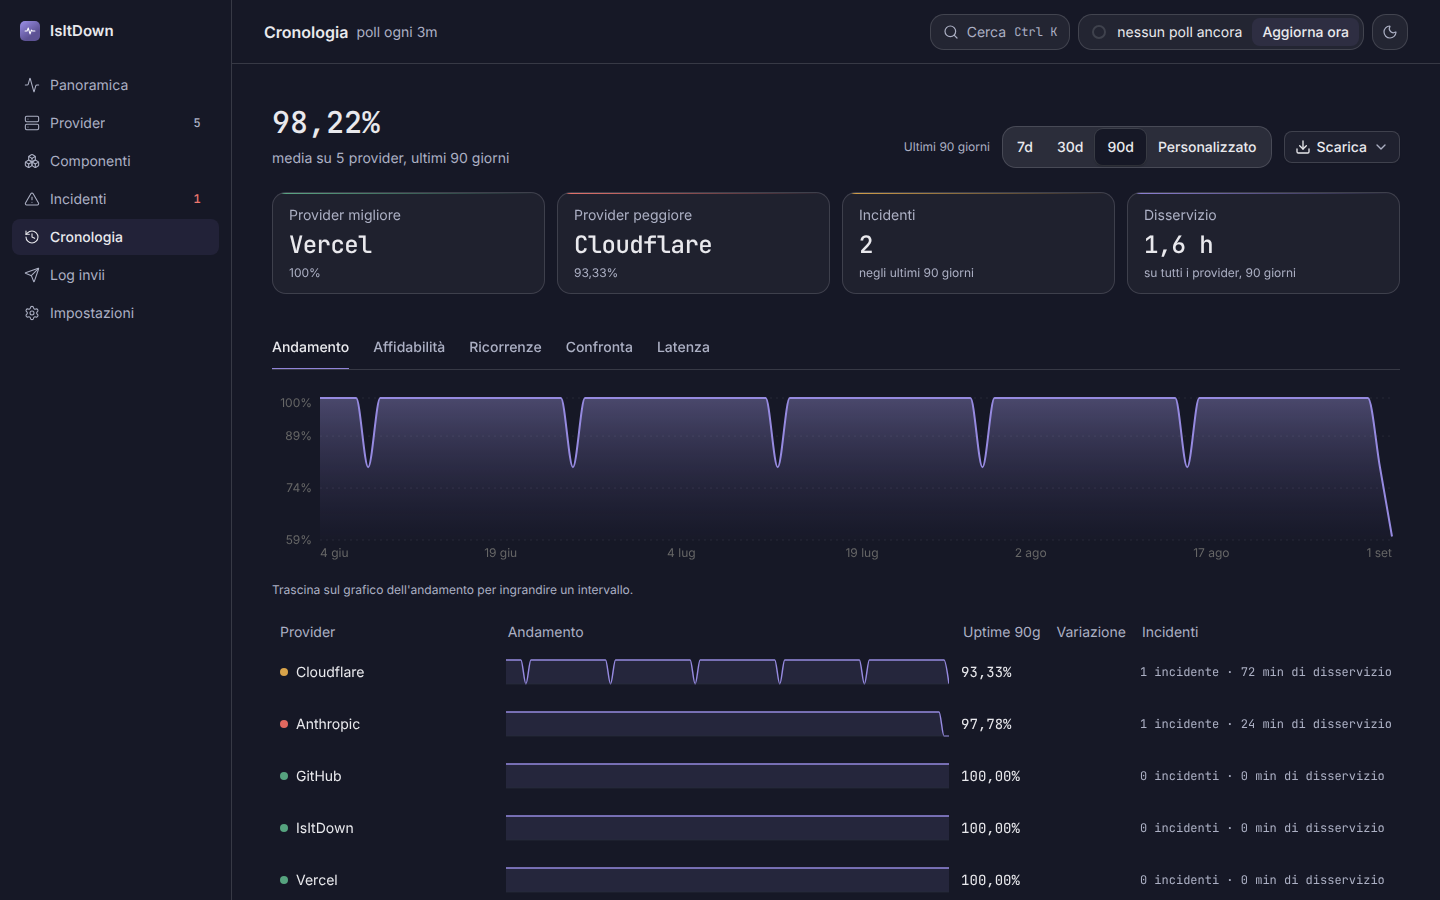 IsItDown
Panoramica
Provider 5
Componenti
Incidenti 1
Cronologia
Log invii
Impostazioni
Cronologia poll ogni 3m
Cerca Ctrl K
nessun poll ancora Aggiorna ora
98,22%
media su 5 provider, ultimi 90 giorni
Ultimi 90 giorni 7d 30d 90d Personalizzato Scarica
Provider migliore
Vercel
100%
Provider peggiore
Cloudflare
93,33%
Incidenti
2
negli ultimi 90 giorni
Disservizio
1,6 h
su tutti i provider, 90 giorni
Andamento Affidabilità Ricorrenze Confronta Latenza
100%
89%
74%
59%
4 giu 19 giu 4 lug 19 lug 2 ago 17 ago 1 set
Trascina sul grafico dell'andamento per ingrandire un intervallo.
Provider Andamento Uptime 90g Variazione Incidenti
Cloudflare 93,33% 1 incidente · 72 min di disservizio
Anthropic 97,78% 1 incidente · 24 min di disservizio
GitHub 100,00% 0 incidenti · 0 min di disservizio
IsItDown 100,00% 0 incidenti · 0 min di disservizio
Vercel 100,00% 0 incidenti · 0 min di disservizio